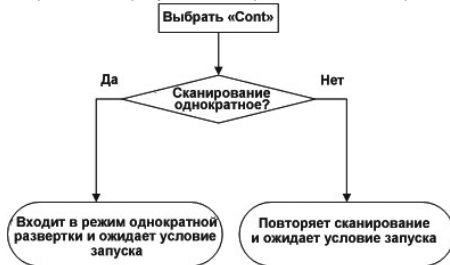 Выбрать «Cont»
Да
Нет
Сканирование
однократное?
Входит в режим однократной
развертки и ожидает условие
запуска
Повторяет сканирование
и ожидает условие запуска